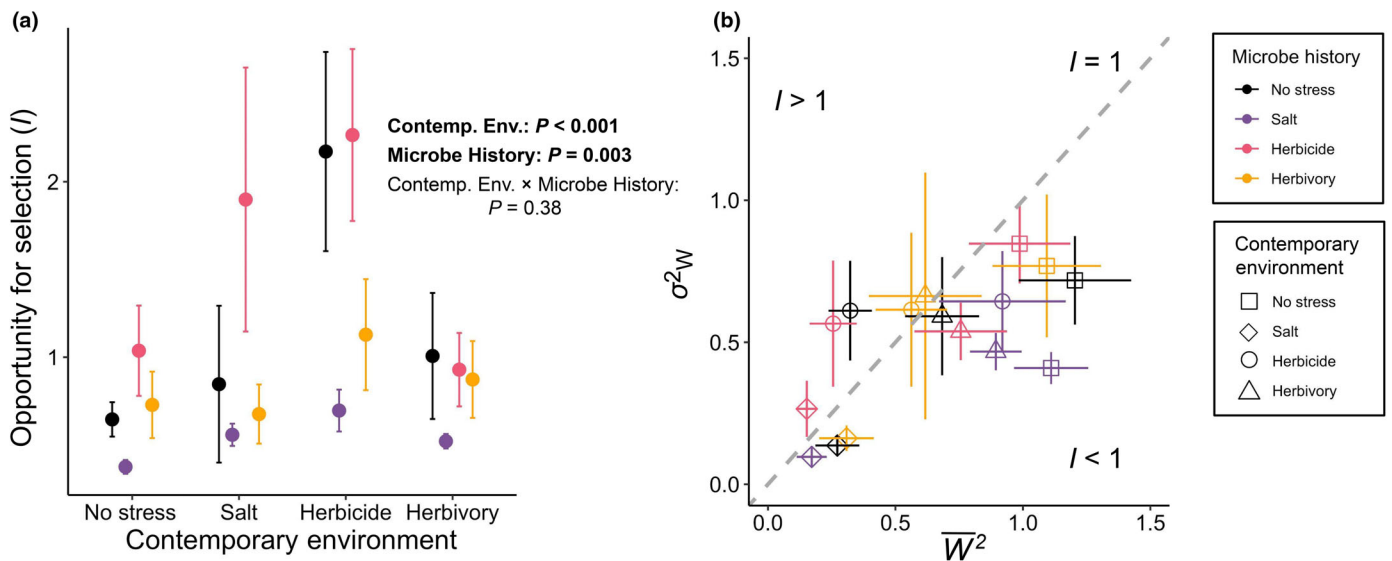 (a)
Opportunity for selection (I)
2
1
Contemp. Env.: P < 0.001
Microbe History: P = 0.003
Contemp. Env. × Microbe History:
P = 0.38
No stress Salt Herbicide Herbivory
Contemporary environment
(b)
σ²W
1.5
1.0
0.5
0.0
I > 1
I = 1
I < 1
0.0 0.5 1.0 1.5
W̅²
Microbe history
No stress
Salt
Herbicide
Herbivory
Contemporary
environment
No stress
Salt
Herbicide
Herbivory